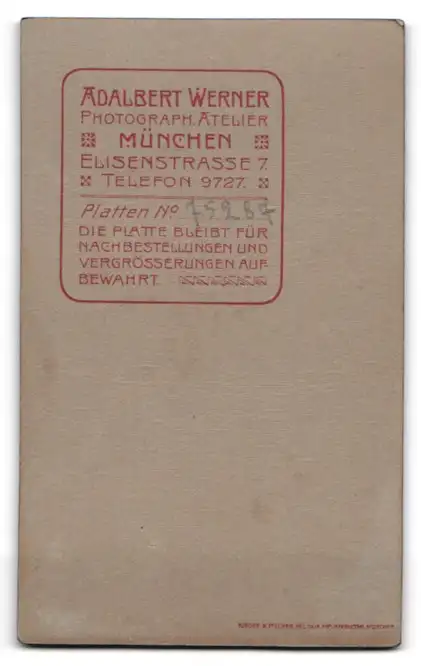 ADALBERT WERNER
PHOTOGRAPH. ATELIER
MÜNCHEN
ELISENSTRASSE 7.
TELEFON 9727.
Platten No 75287
DIE PLATTE BLEIBT FÜR
NACHBESTELLUNGEN UND
VERGRÖSSERUNGEN AUF-
BEWAHRT.